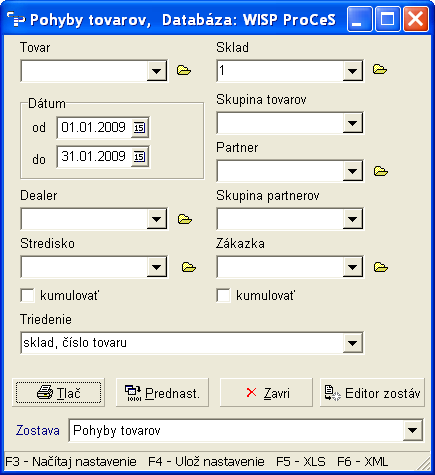 Pohyby tovarov, Databáza: WISP ProCeS
Tovar
Sklad
1
Dátum
od 01.01.2009 15
do 31.01.2009 15
Skupina tovarov
Partner
Dealer
Skupina partnerov
Stredisko
Zákazka
kumulovať
kumulovať
Triedenie
sklad, číslo tovaru
Tlač
Prednast.
Zavri
Editor zostáv
Zostava Pohyby tovarov
F3 - Načítaj nastavenie F4 - Ulož nastavenie F5 - XLS F6 - XML